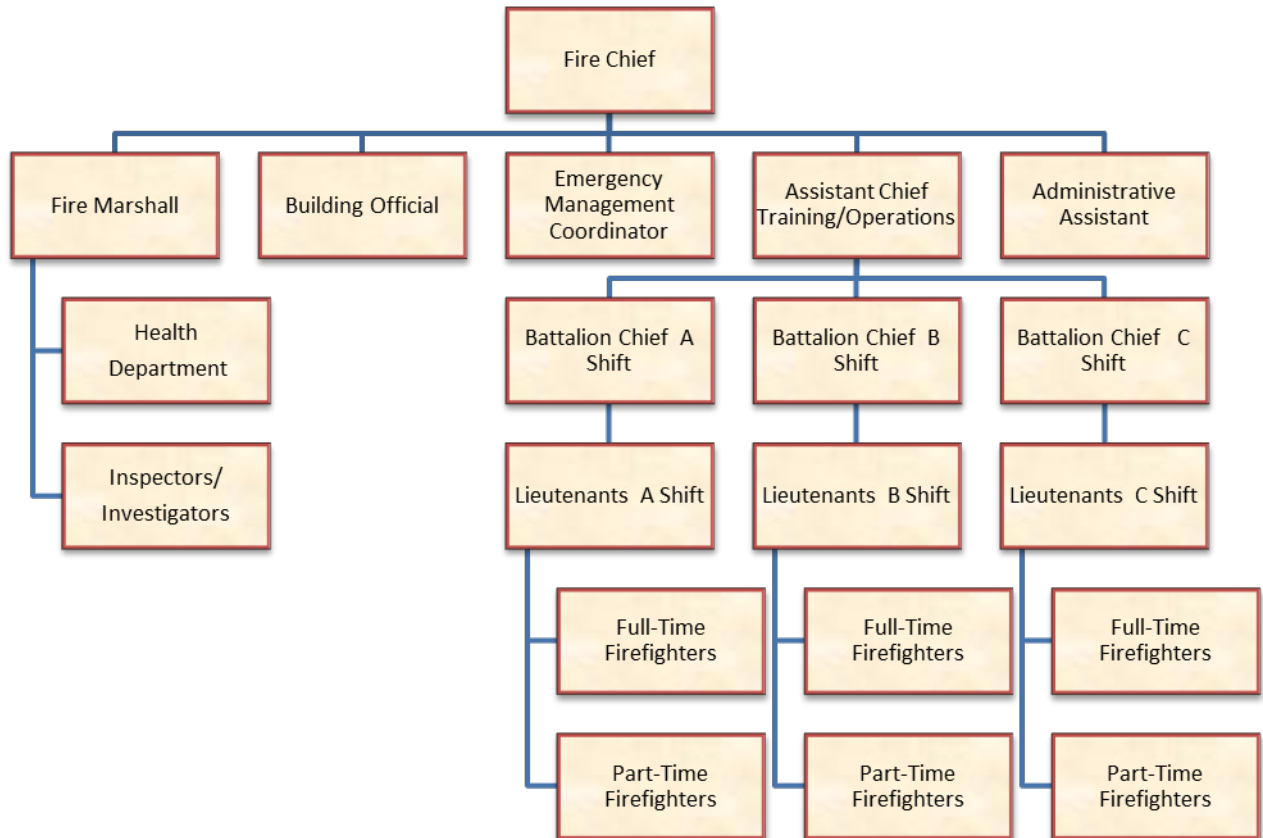 Fire Chief
Fire Marshall
Building Official
Emergency
Management
Coordinator
Assistant Chief
Training/Operations
Administrative
Assistant
Health
Department
Battalion Chief A
Shift
Battalion Chief B
Shift
Battalion Chief C
Shift
Inspectors/
Investigators
Lieutenants A Shift
Lieutenants B Shift
Lieutenants C Shift
Full-Time
Firefighters
Full-Time
Firefighters
Full-Time
Firefighters
Part-Time
Firefighters
Part-Time
Firefighters
Part-Time
Firefighters